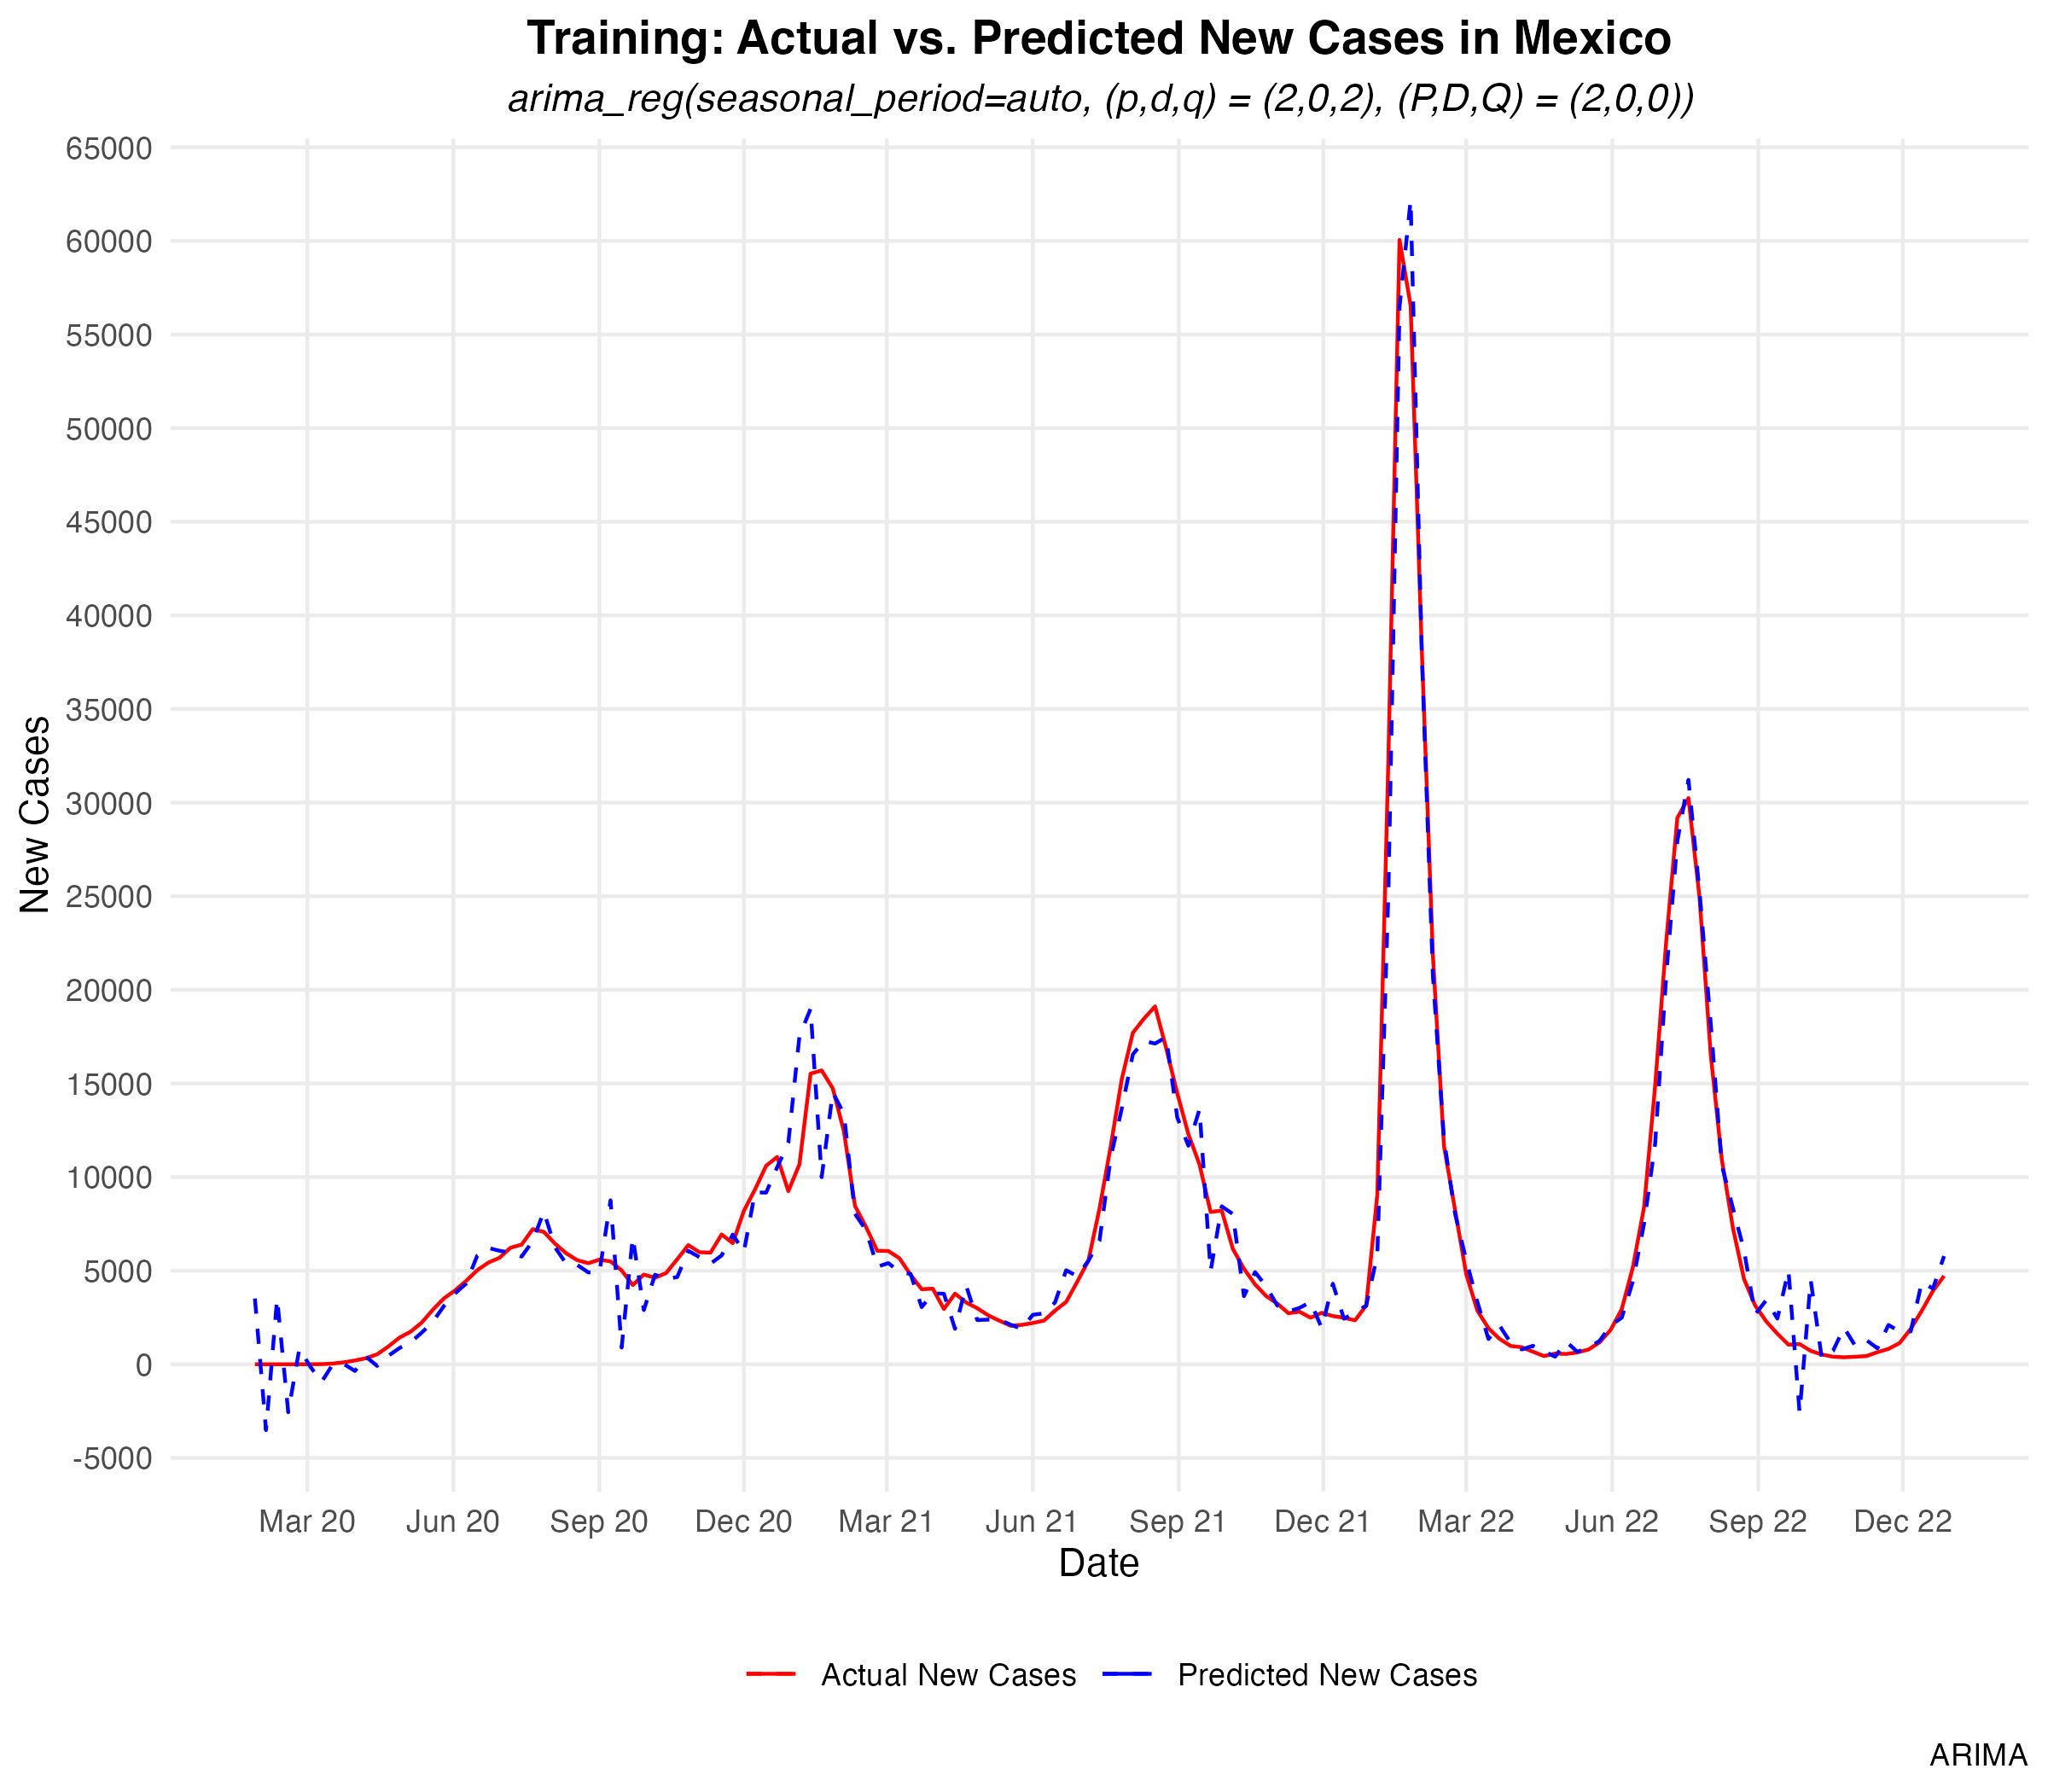 Training: Actual vs. Predicted New Cases in Mexico
arima_reg(seasonal_period=auto, (p,d,q) = (2,0,2), (P,D,Q) = (2,0,0))
New Cases
65000
60000
55000
50000
45000
40000
35000
30000
25000
20000
15000
10000
5000
0
-5000
Mar 20 Jun 20 Sep 20 Dec 20 Mar 21 Jun 21 Sep 21 Dec 21 Mar 22 Jun 22 Sep 22 Dec 22
Date
Actual New Cases Predicted New Cases
ARIMA